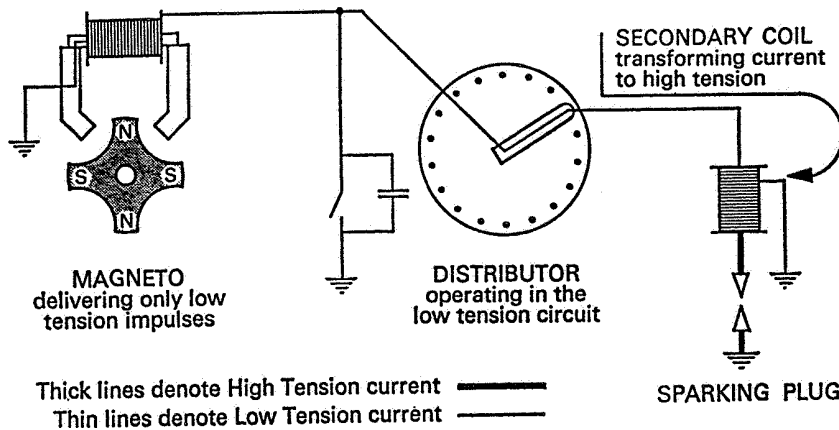 SECONDARY COIL
transforming current
to high tension
N
S
S
N
MAGNETO
delivering only low
tension impulses
DISTRIBUTOR
operating in the
low tension circuit
Thick lines denote High Tension current
Thin lines denote Low Tension current
SPARKING PLUG